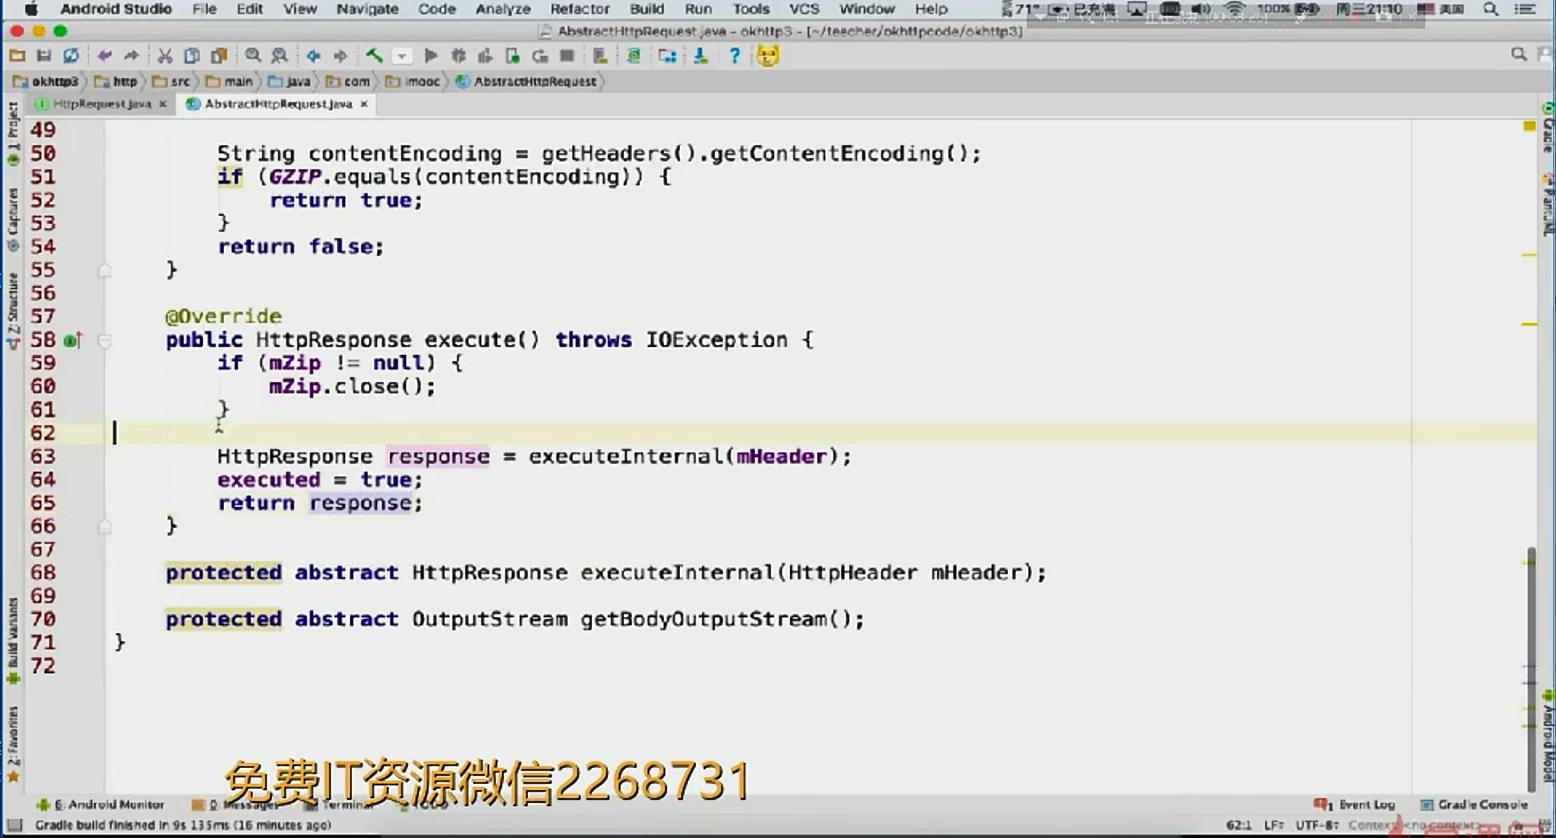 Android Studio File Edit View Navigate Code Analyze Refactor Build Run Tools VCS Window Help 71° 已充满 100% 周三21:10 美国
AbstractHttpRequest.java - okhttp3 - [~/teacher/okhttpcode/okhttp3]
okhttp3 http src main java com imooc AbstractHttpRequest
HttpRequest.java AbstractHttpRequest.java
1: Project
Captures
Z: Structure
Build Variants
2: Favorites
Gradle
PlantUML
Android Model
49
50 String contentEncoding = getHeaders().getContentEncoding();
51 if (GZIP.equals(contentEncoding)) {
52 return true;
53 }
54 return false;
55 }
56
57 @Override
58 public HttpResponse execute() throws IOException {
59 if (mZip != null) {
60 mZip.close();
61 }
62
63 HttpResponse response = executeInternal(mHeader);
64 executed = true;
65 return response;
66 }
67
68 protected abstract HttpResponse executeInternal(HttpHeader mHeader);
69
70 protected abstract OutputStream getBodyOutputStream();
71 }
72
免费IT资源微信2268731
6: Android Monitor 0: Messages Terminal TODO Event Log Gradle Console
Gradle build finished in 9s 135ms (16 minutes ago) 62:1 LF÷ UTF-8÷ Context: <no context>